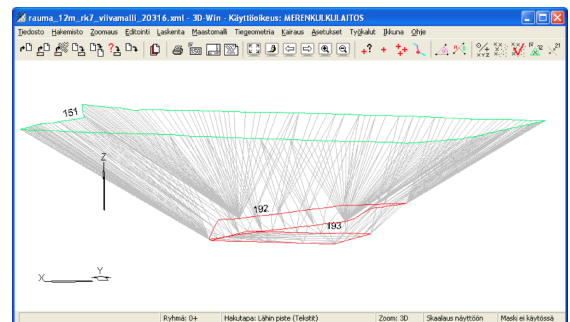 rauma_12m_rk7_viivamalli_20316.xml - 3D-Win - Käyttöoikeus: MERENKULKULAITOS
Tiedosto Hakemisto Zoomaus Editointi Laskenta Maastomalli Tiegeometria Kairaus Asetukset Työkalut Ikkuna Ohje
151
Z
192
193
X Y
Ryhmä: 0+ Hakutapa: Lähin piste (Tekstit) Zoom: 3D Skaalaus näyttöön Maski ei käytössä